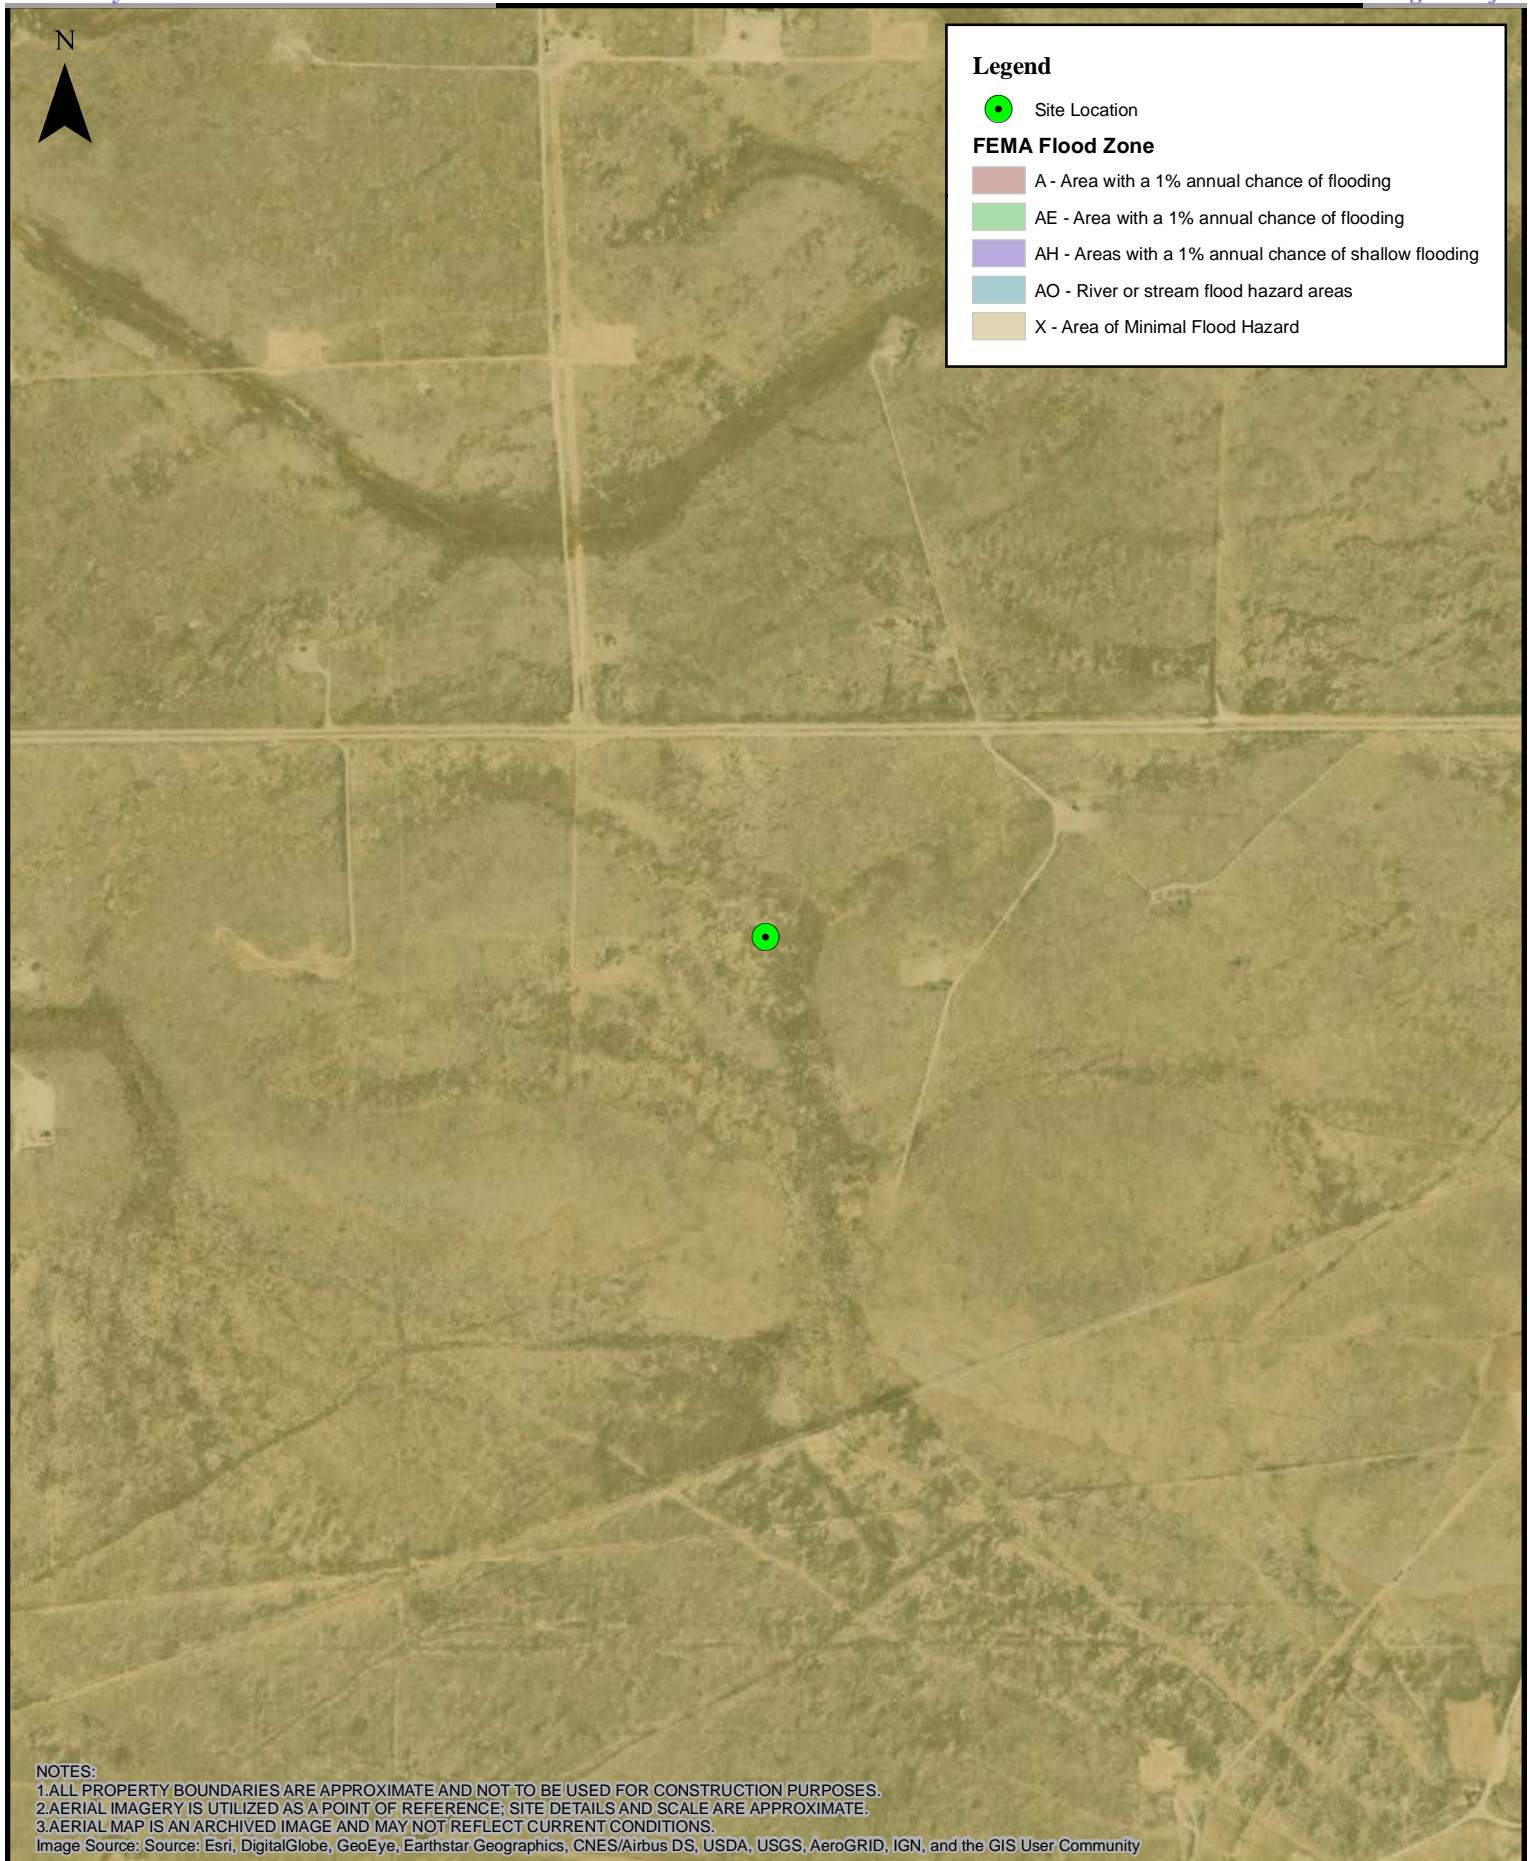 N
Legend
Site Location
FEMA Flood Zone
A - Area with a 1% annual chance of flooding
AE - Area with a 1% annual chance of flooding
AH - Areas with a 1% annual chance of shallow flooding
AO - River or stream flood hazard areas
X - Area of Minimal Flood Hazard
NOTES:
1.ALL PROPERTY BOUNDARIES ARE APPROXIMATE AND NOT TO BE USED FOR CONSTRUCTION PURPOSES.
2.AERIAL IMAGERY IS UTILIZED AS A POINT OF REFERENCE; SITE DETAILS AND SCALE ARE APPROXIMATE.
3.AERIAL MAP IS AN ARCHIVED IMAGE AND MAY NOT REFLECT CURRENT CONDITIONS.
Image Source: Source: Esri, DigitalGlobe, GeoEye, Earthstar Geographics, CNES/Airbus DS, USDA, USGS, AeroGRID, IGN, and the GIS User Community